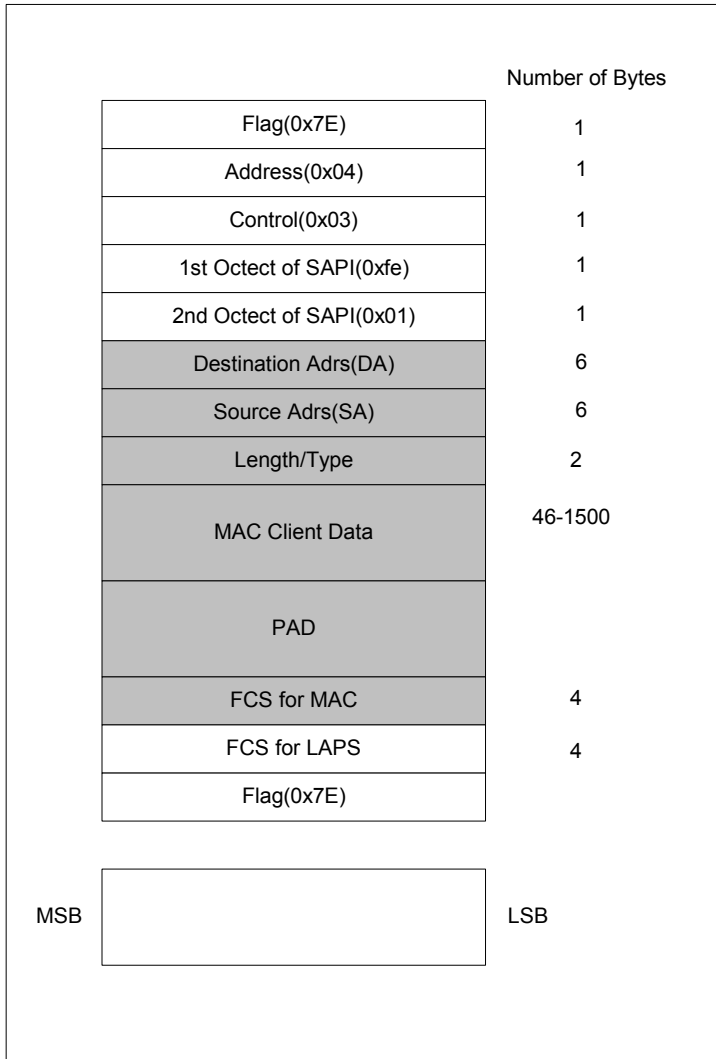 Number of Bytes
Flag(0x7E) 1
Address(0x04) 1
Control(0x03) 1
1st Octect of SAPI(0xfe) 1
2nd Octect of SAPI(0x01) 1
Destination Adrs(DA) 6
Source Adrs(SA) 6
Length/Type 2
MAC Client Data 46-1500
PAD
FCS for MAC 4
FCS for LAPS 4
Flag(0x7E)
MSB LSB